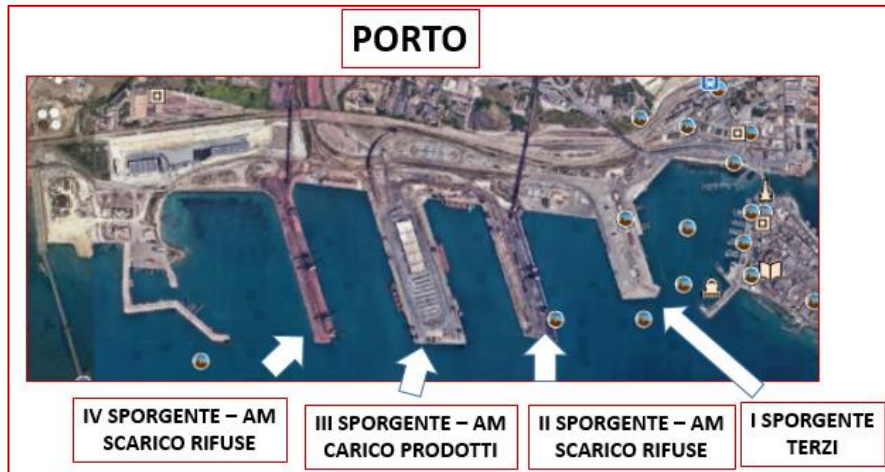 PORTO
IV SPORGENTE – AM
SCARICO RIFUSE
III SPORGENTE – AM
CARICO PRODOTTI
II SPORGENTE – AM
SCARICO RIFUSE
I SPORGENTE
TERZI